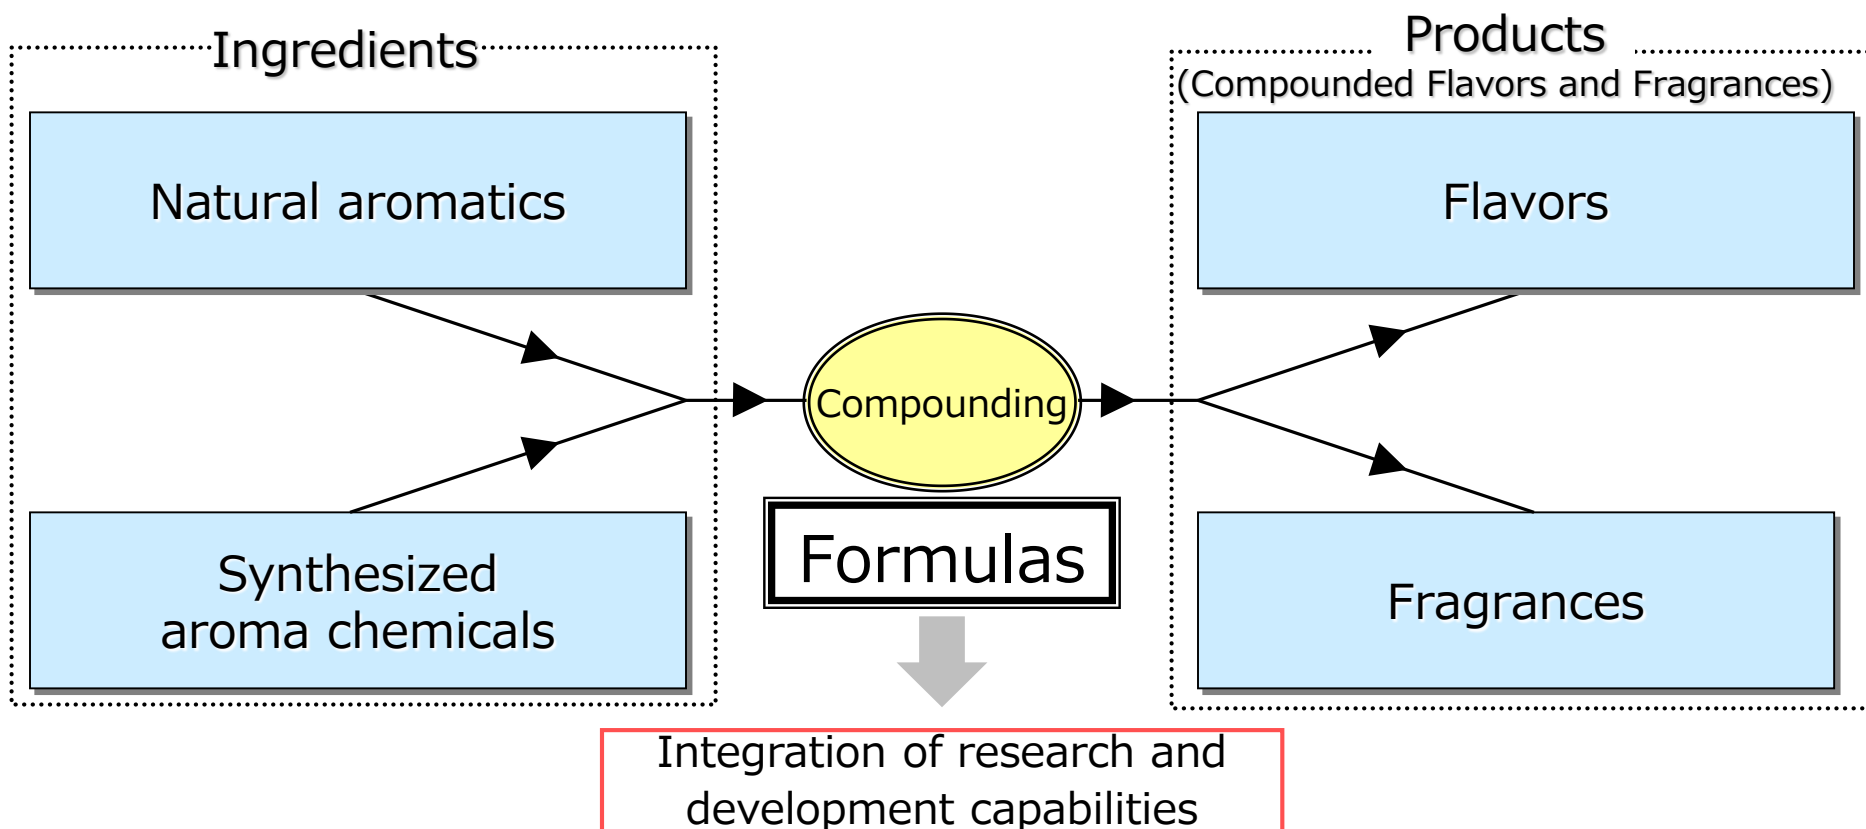 Ingredients
Natural aromatics
Synthesized
aroma chemicals
Compounding
Formulas
Integration of research and
development capabilities
Products
(Compounded Flavors and Fragrances)
Flavors
Fragrances